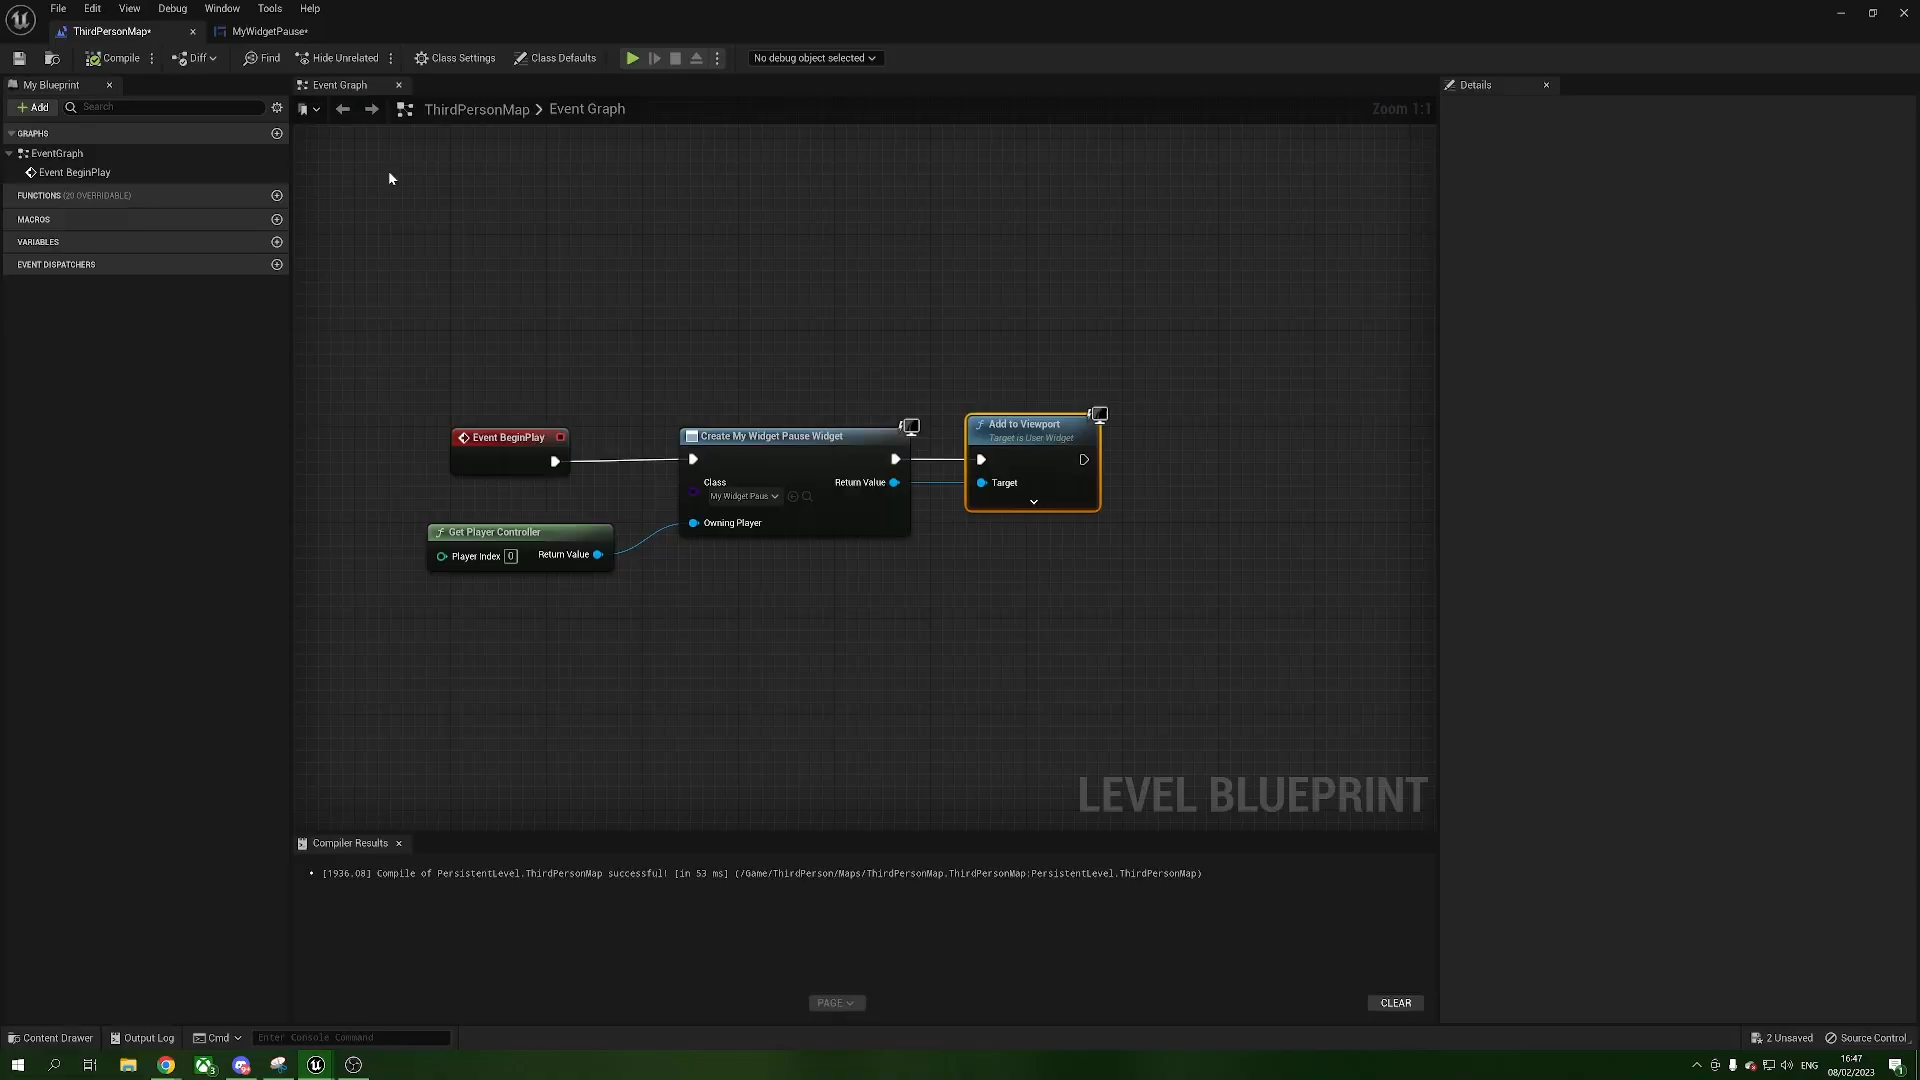 File Edit View Debug Window Tools Help
ThirdPersonMap* MyWidgetPause*
Compile Diff Find Hide Unrelated Class Settings Class Defaults No debug object selected
My Blueprint Event Graph Details
Add Search ThirdPersonMap > Event Graph Zoom 1:1
GRAPHS
EventGraph
Event BeginPlay
FUNCTIONS (20 OVERRIDABLE)
MACROS
VARIABLES
EVENT DISPATCHERS
Event BeginPlay
Create My Widget Pause Widget
Class
My Widget Paus
Return Value
Owning Player
Add to Viewport
Target is User Widget
Target
Get Player Controller
Player Index 0 Return Value
LEVEL BLUEPRINT
Compiler Results
• [1936.08] Compile of PersistentLevel.ThirdPersonMap successful! [in 53 ms] (/Game/ThirdPerson/Maps/ThirdPersonMap.ThirdPersonMap:PersistentLevel.ThirdPersonMap)
PAGE CLEAR
Content Drawer Output Log Cmd Enter Console Command 2 Unsaved Source Control
ENG 16:47
08/02/2023